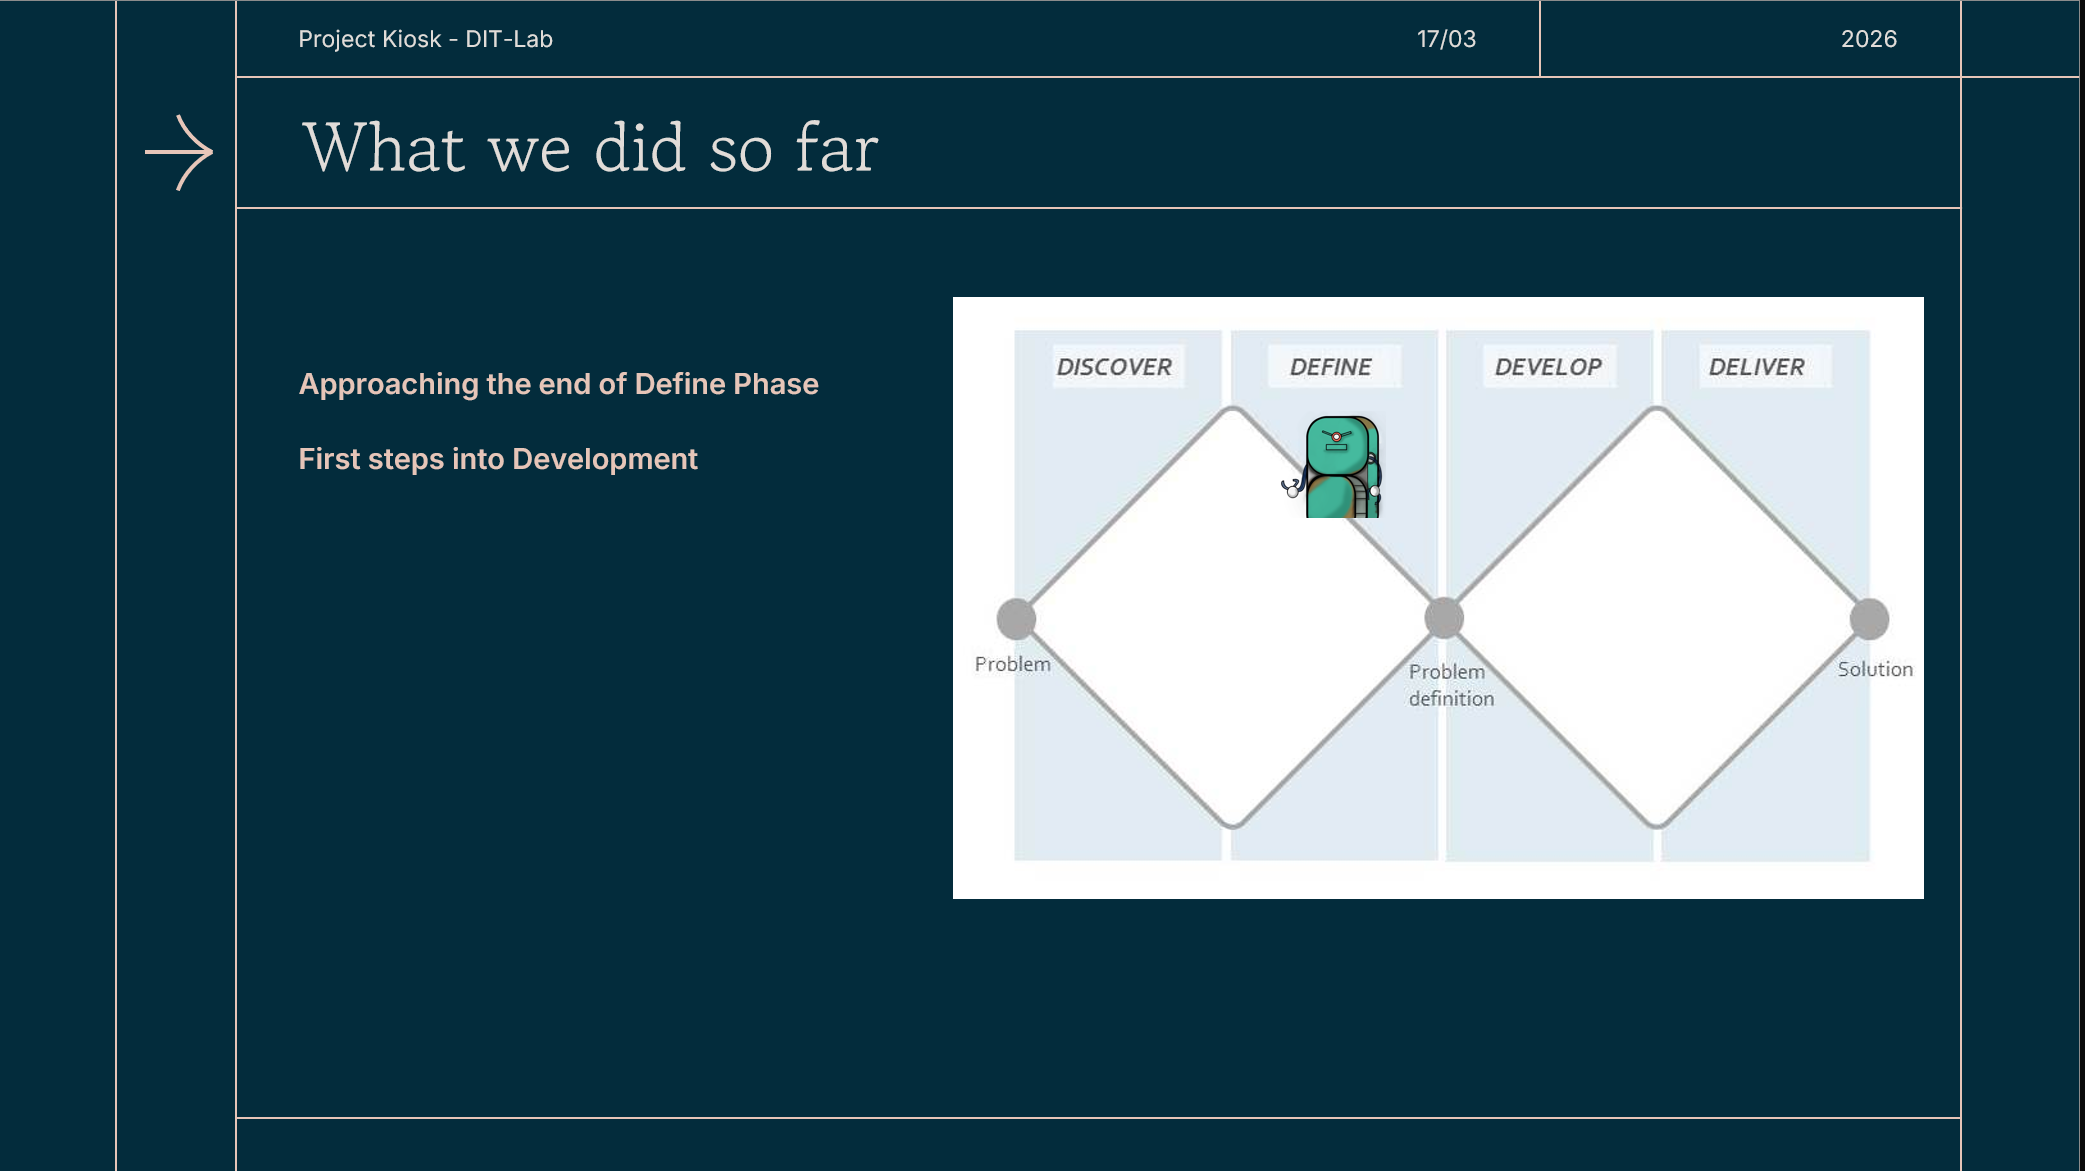 Project Kiosk - DIT-Lab
17/03
2026
What we did so far
Approaching the end of Define Phase
First steps into Development
DISCOVER
DEFINE
DEVELOP
DELIVER
Problem
Problem
definition
Solution